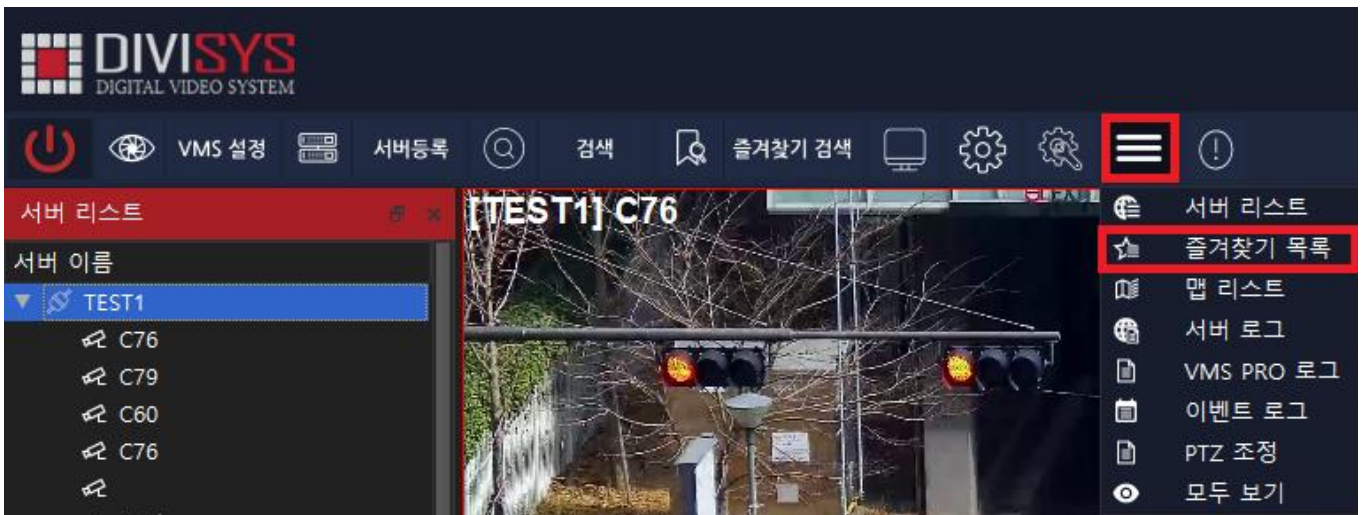 DIVISYS
DIGITAL VIDEO SYSTEM
VMS 설정 서버등록 검색 즐겨찾기 검색
서버 리스트
서버 이름
TEST1
C76
C79
C60
C76
[TEST1] C76
서버 리스트
즐겨찾기 목록
맵 리스트
서버 로그
VMS PRO 로그
이벤트 로그
PTZ 조정
모두 보기